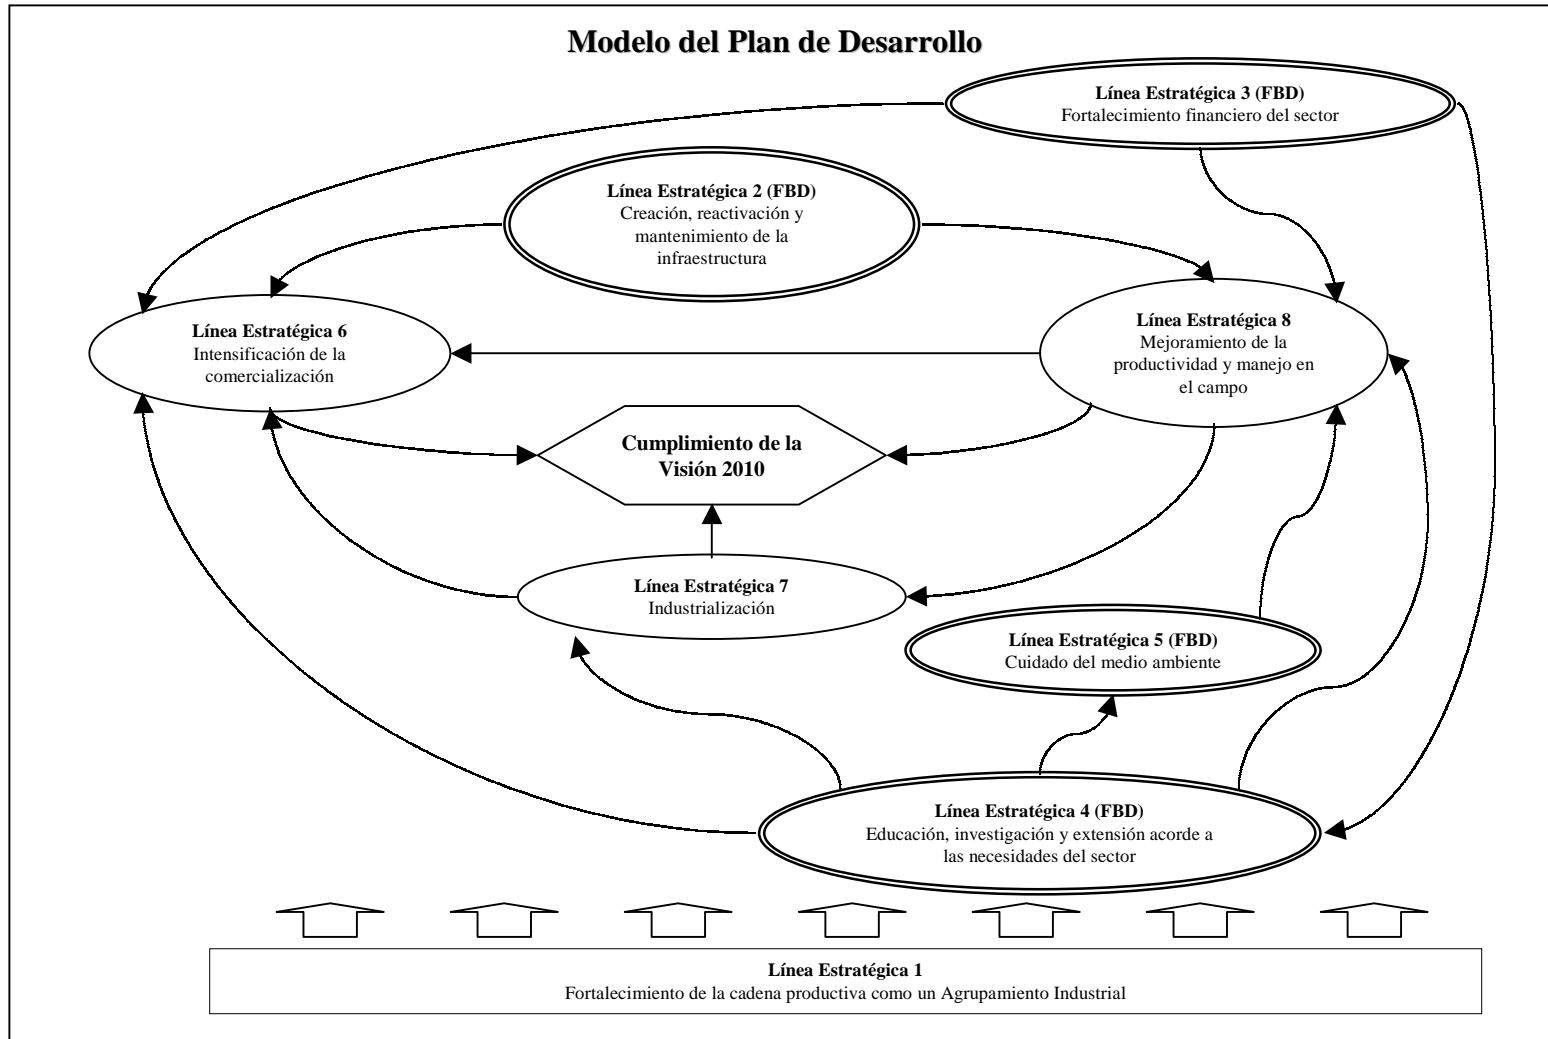 Modelo del Plan de Desarrollo
Línea Estratégica 3 (FBD)
Fortalecimiento financiero del sector
Línea Estratégica 2 (FBD)
Creación, reactivación y
mantenimiento de la
infraestructura
Línea Estratégica 6
Intensificación de la
comercialización
Línea Estratégica 8
Mejoramiento de la
productividad y manejo en
el campo
Cumplimiento de la
Visión 2010
Línea Estratégica 7
Industrialización
Línea Estratégica 5 (FBD)
Cuidado del medio ambiente
Línea Estratégica 4 (FBD)
Educación, investigación y extensión acorde a
las necesidades del sector
Línea Estratégica 1
Fortalecimiento de la cadena productiva como un Agrupamiento Industrial